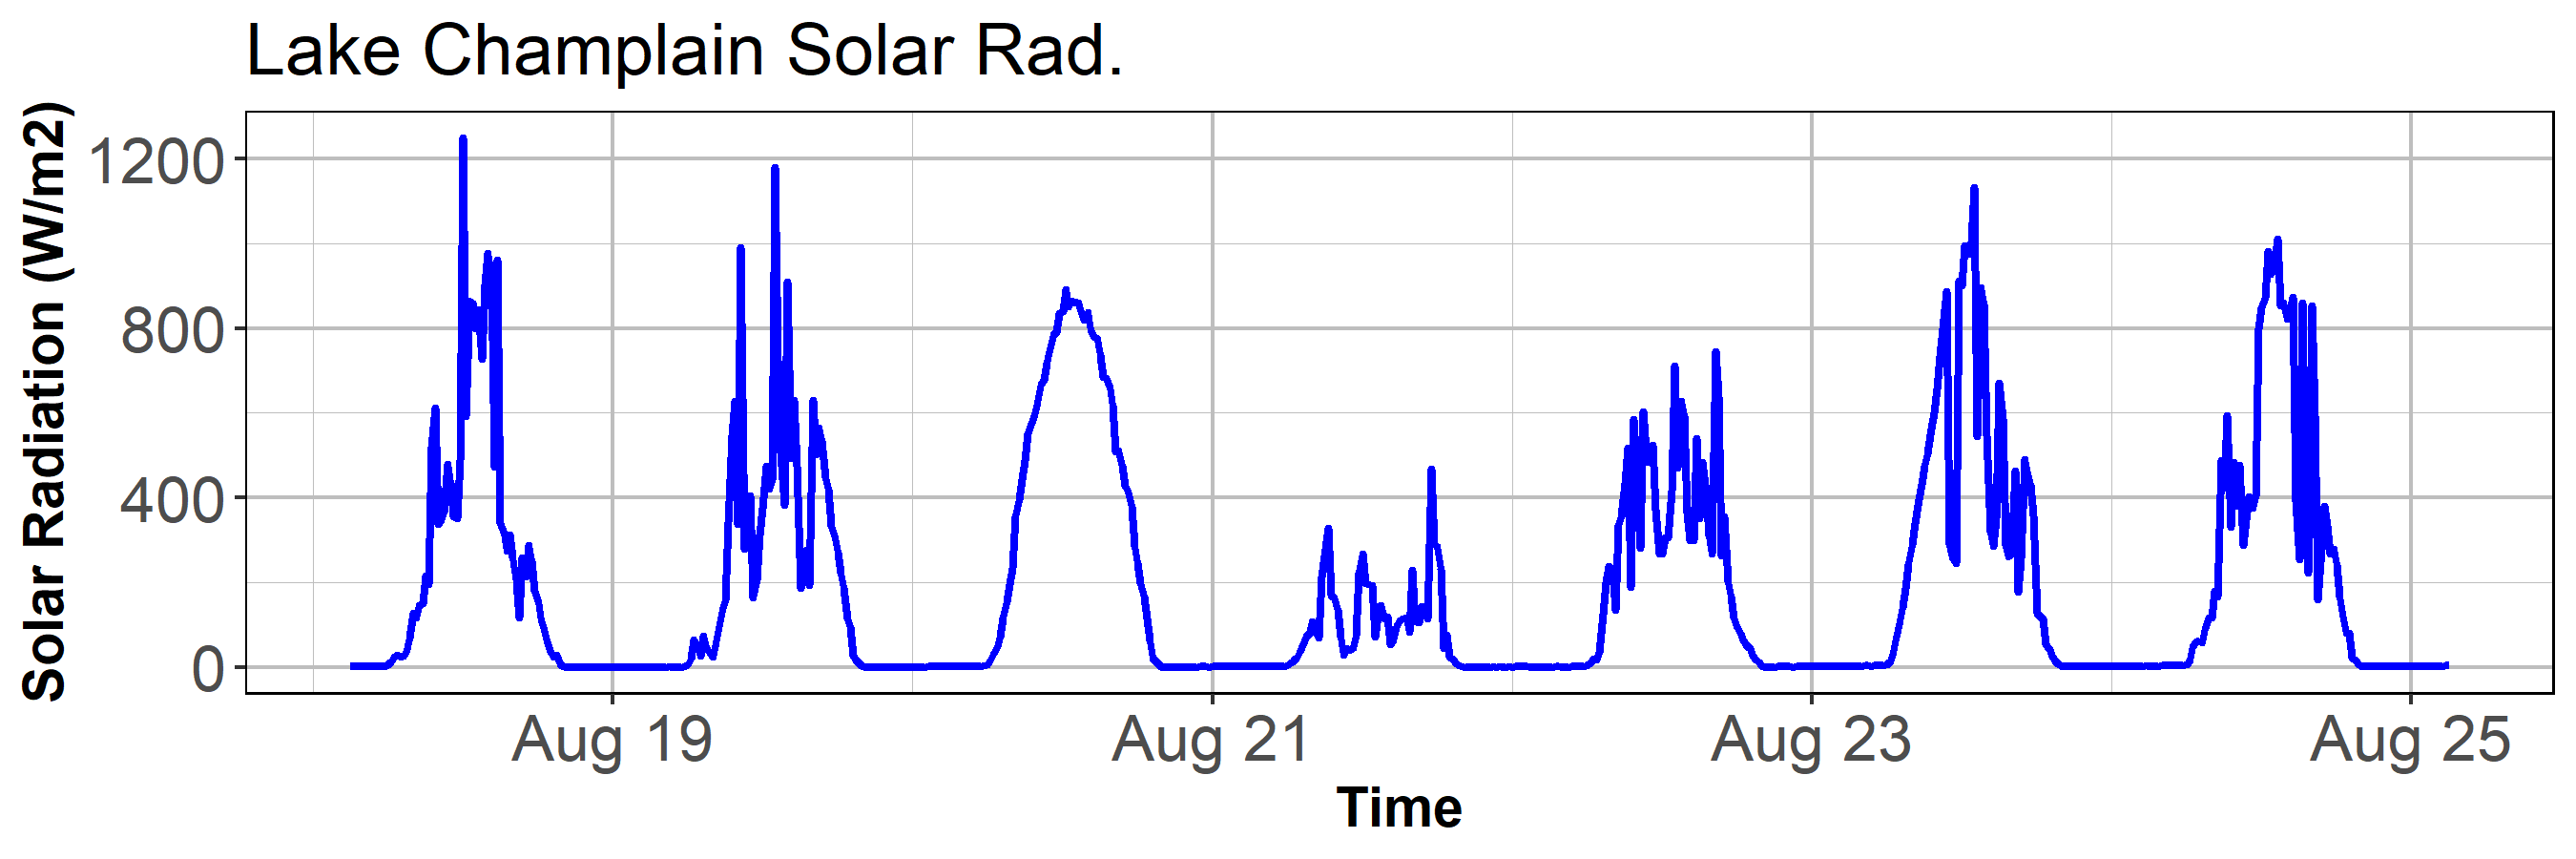 Lake Champlain Solar Rad.
Solar Radiation (W/m2)
1200
800
400
0
Aug 19 Aug 21 Aug 23 Aug 25
Time